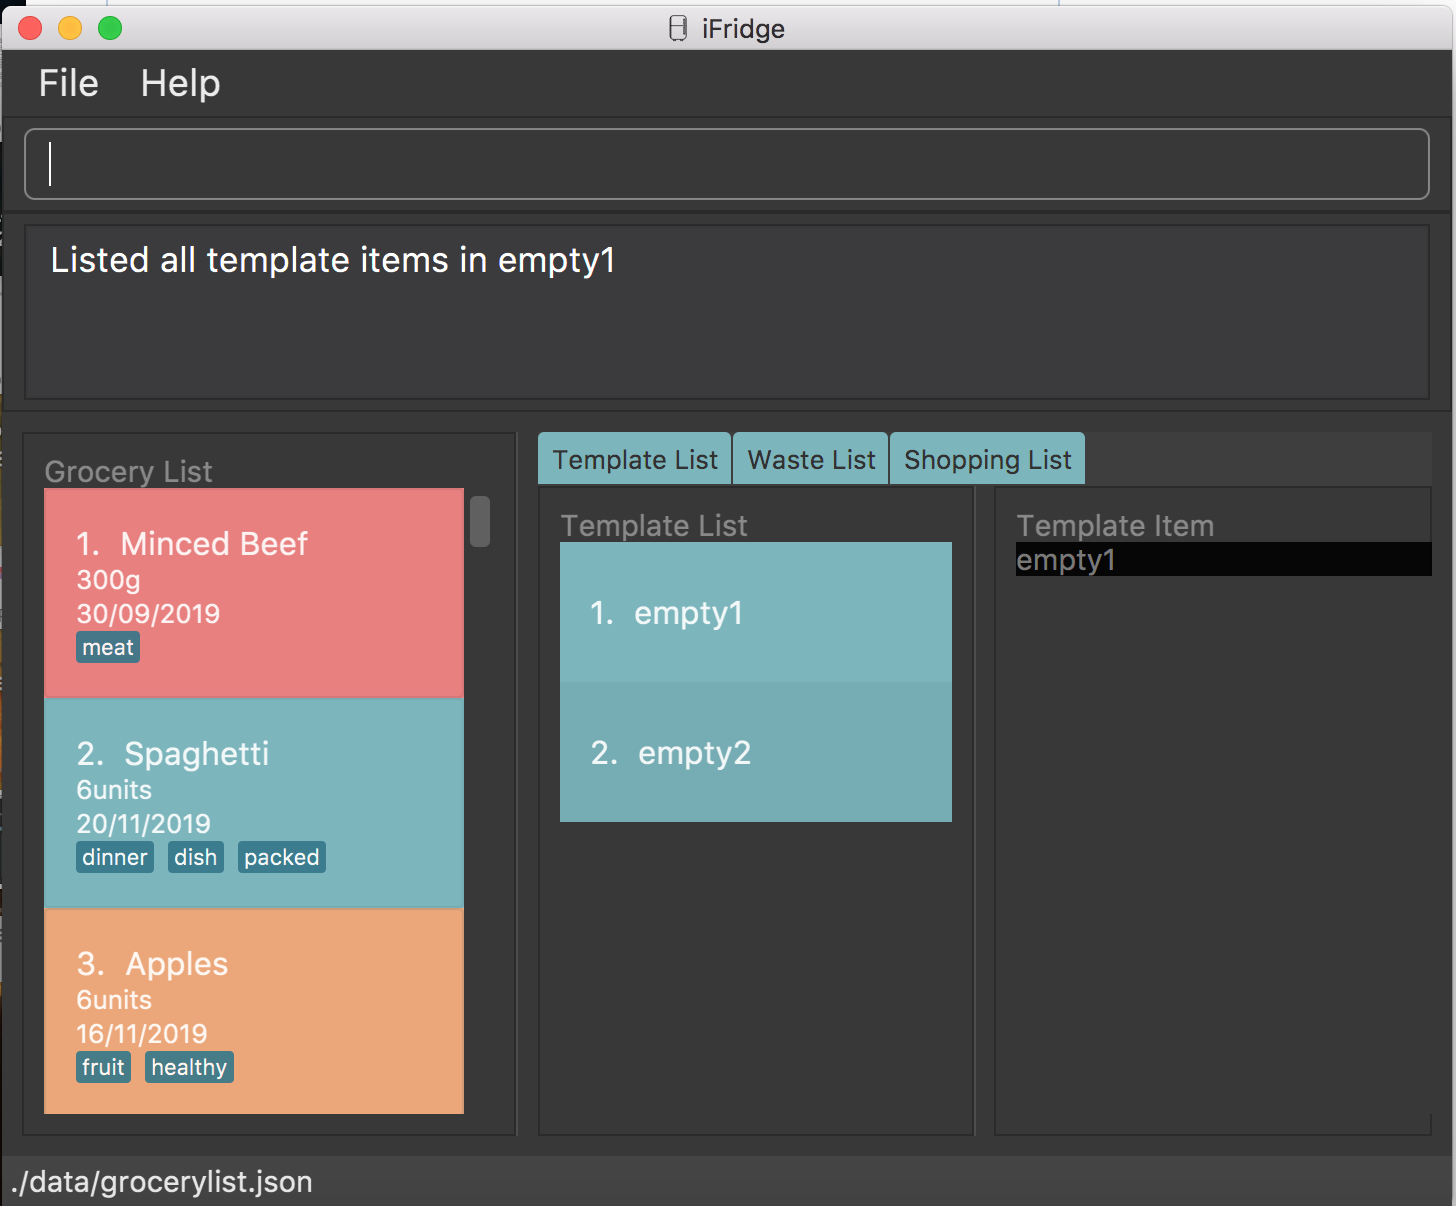 iFridge
File Help
Listed all template items in empty1
Grocery List
1. Minced Beef
300g
30/09/2019
meat
2. Spaghetti
6units
20/11/2019
dinner dish packed
3. Apples
6units
16/11/2019
fruit healthy
Template List Waste List Shopping List
Template List
1. empty1
2. empty2
Template Item
empty1
./data/grocerylist.json